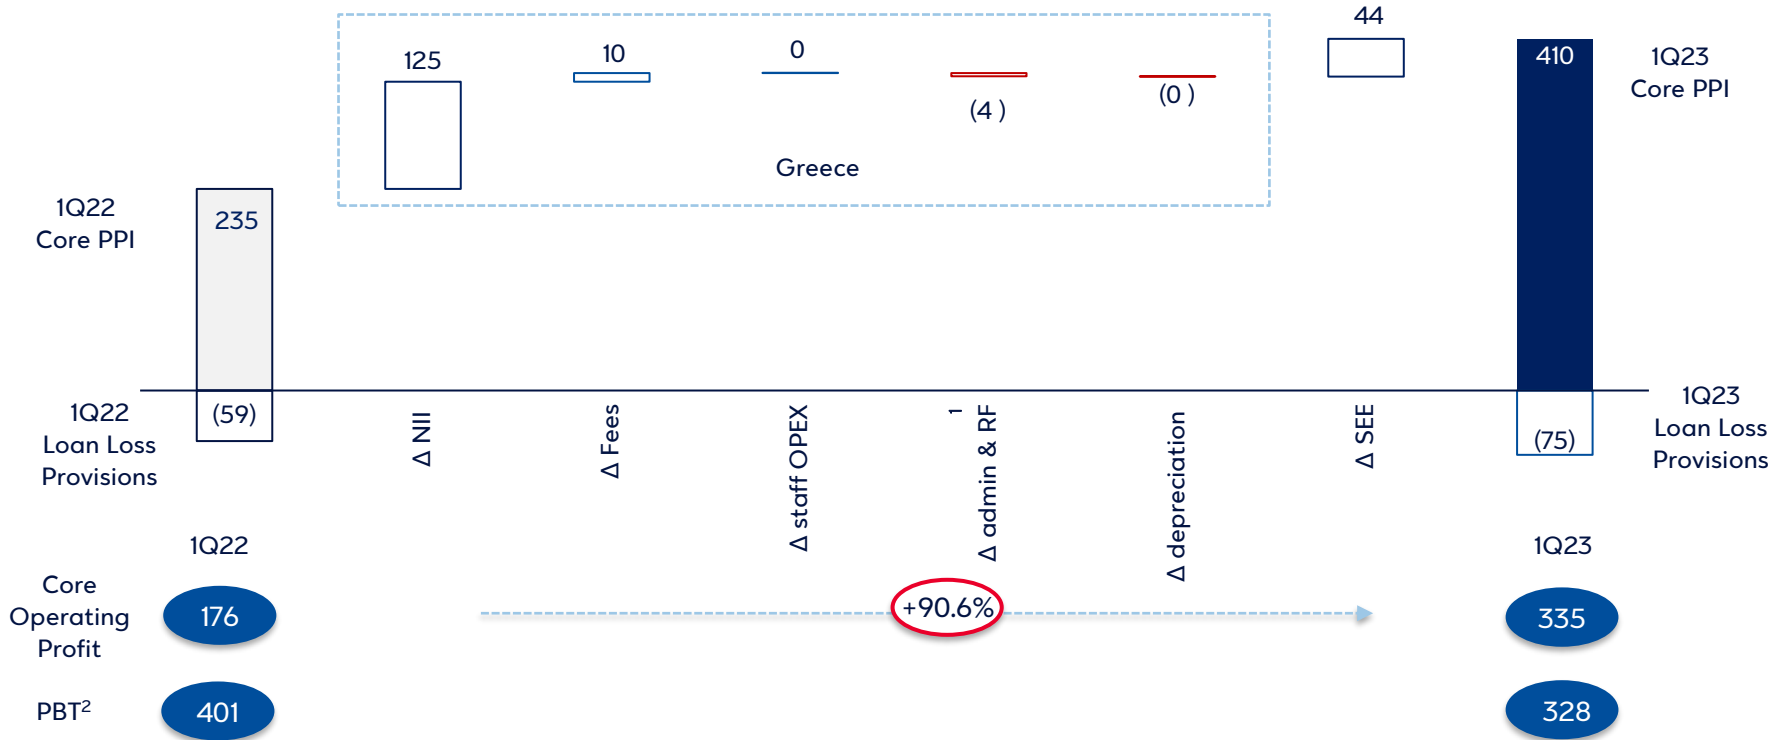 44
125
10
0
410
1Q23
Core PPI
(4 )
(0 )
Greece
1Q22
Core PPI
235
1Q22
Loan Loss
Provisions
(59)
Δ NII
Δ Fees
Δ staff OPEX
Δ admin & RF 1
Δ depreciation
Δ SEE
(75)
1Q23
Loan Loss
Provisions
1Q22
1Q23
Core
Operating
Profit
176
+90.6%
335
PBT²
401
328